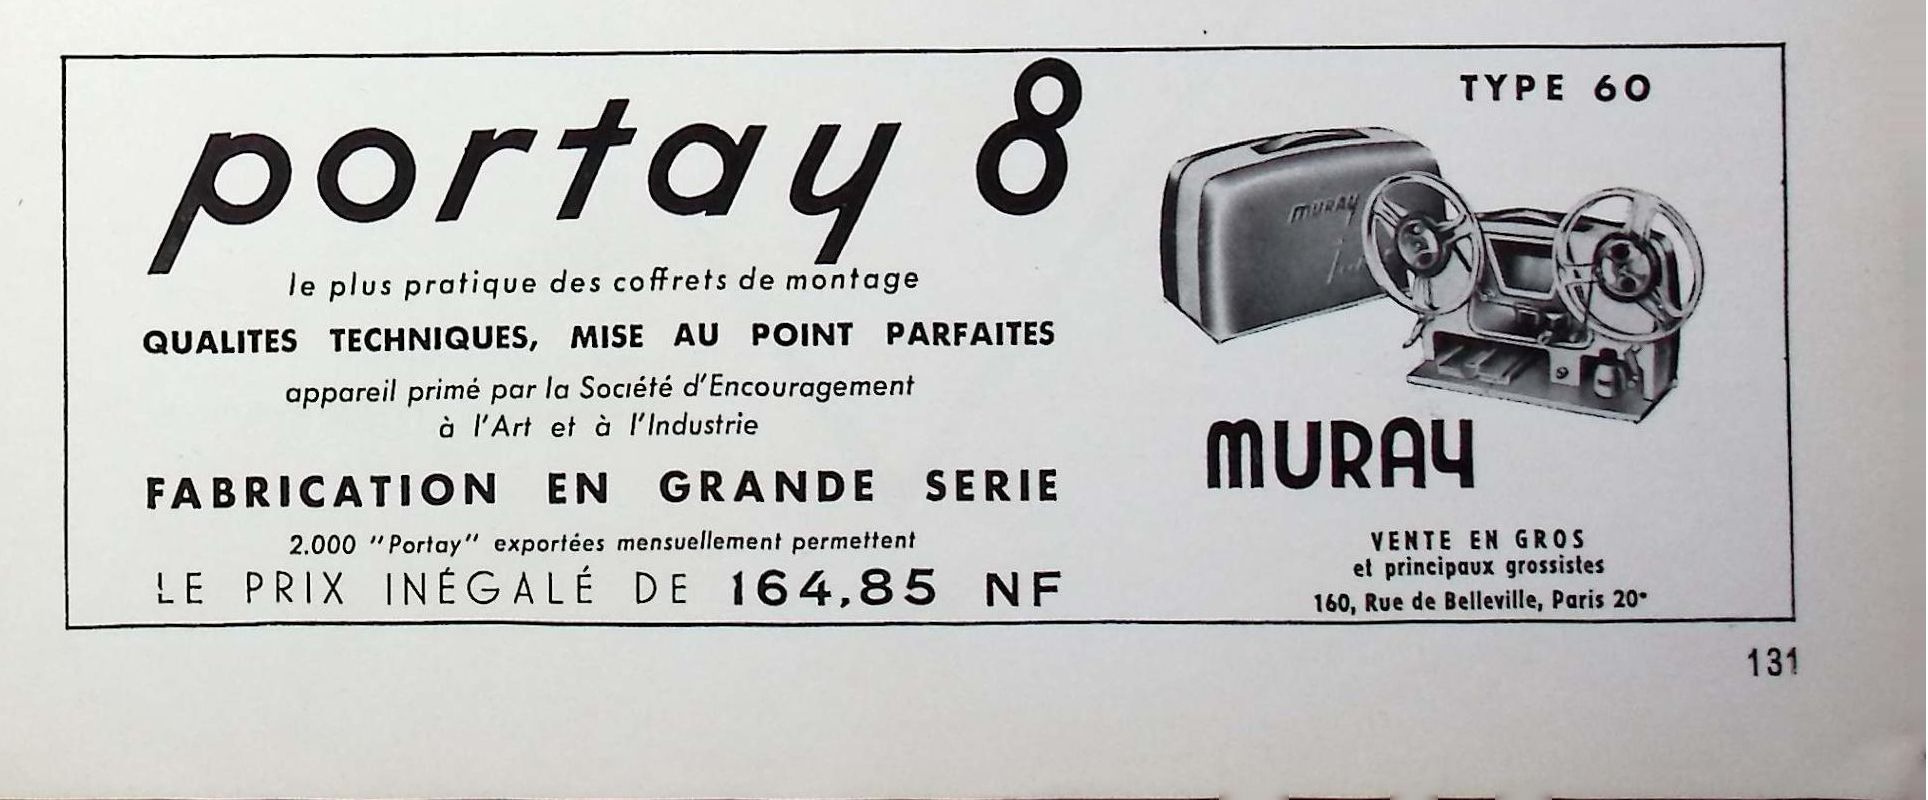 portay 8
le plus pratique des coffrets de montage
QUALITES TECHNIQUES, MISE AU POINT PARFAITES
appareil primé par la Société d'Encouragement
à l'Art et à l'Industrie
FABRICATION EN GRANDE SERIE
2.000 "Portay" exportées mensuellement permettent
LE PRIX INÉGALÉ DE 164,85 NF
TYPE 60
MURAY
MURAY
VENTE EN GROS
et principaux grossistes
160, Rue de Belleville, Paris 20e
131